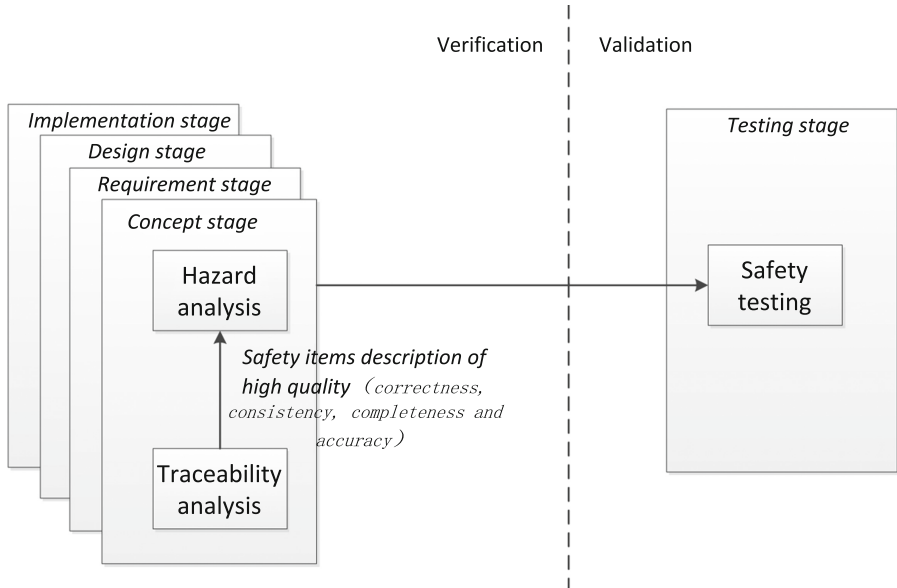 Verification
Validation
Implementation stage
Design stage
Requirement stage
Concept stage
Hazard
analysis
Safety items description of
high quality（correctness,
consistency, completeness and
accuracy）
Traceability
analysis
Testing stage
Safety
testing